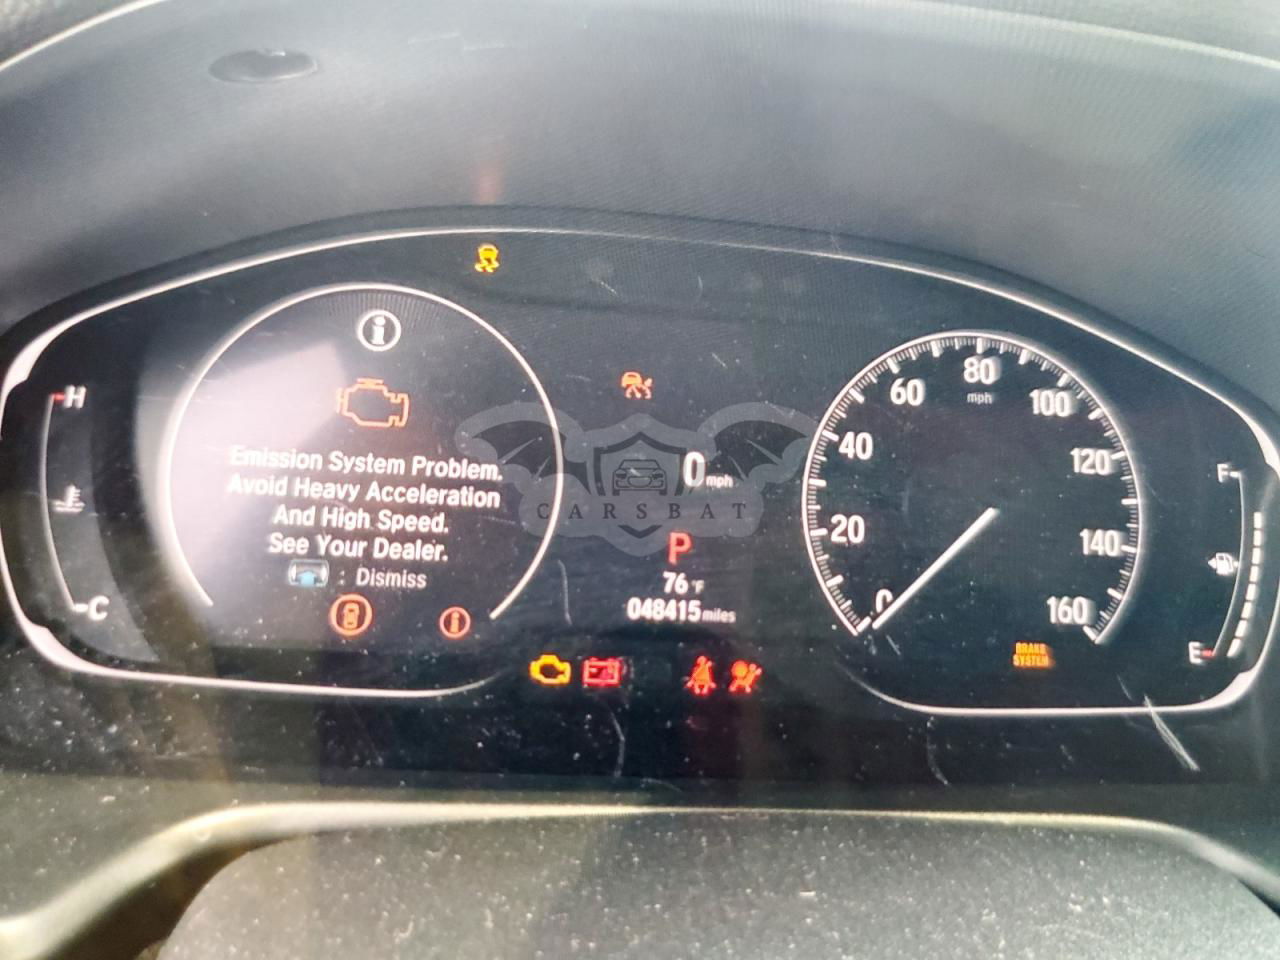 H
C
Emission System Problem.
Avoid Heavy Acceleration
And High Speed.
See Your Dealer.
: Dismiss
0 mph
P
76°F
048415 miles
CARSBAT
0
20
40
60
80
100
120
140
160
mph
BRAKE
SYSTEM
F
E